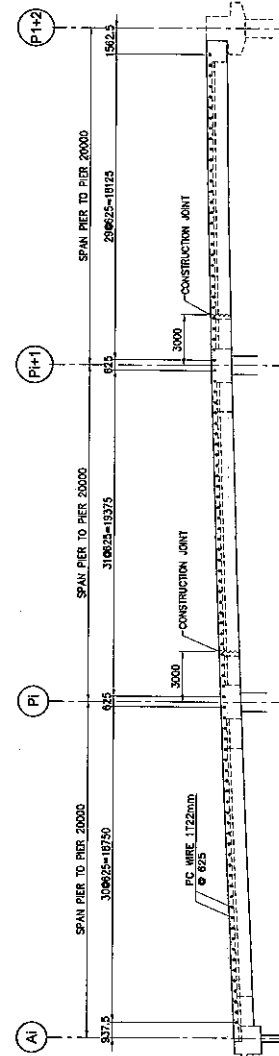 Ai
Pi
Pi+1
P1+2
SPAN PIER TO PIER 20000
SPAN PIER TO PIER 20000
SPAN PIER TO PIER 20000
937.5
30@625=18750
625
31@625=19375
625
29@625=18125
1562.5
3000
3000
CONSTRUCTION JOINT
CONSTRUCTION JOINT
PC WIRE 1T22mm
@ 625